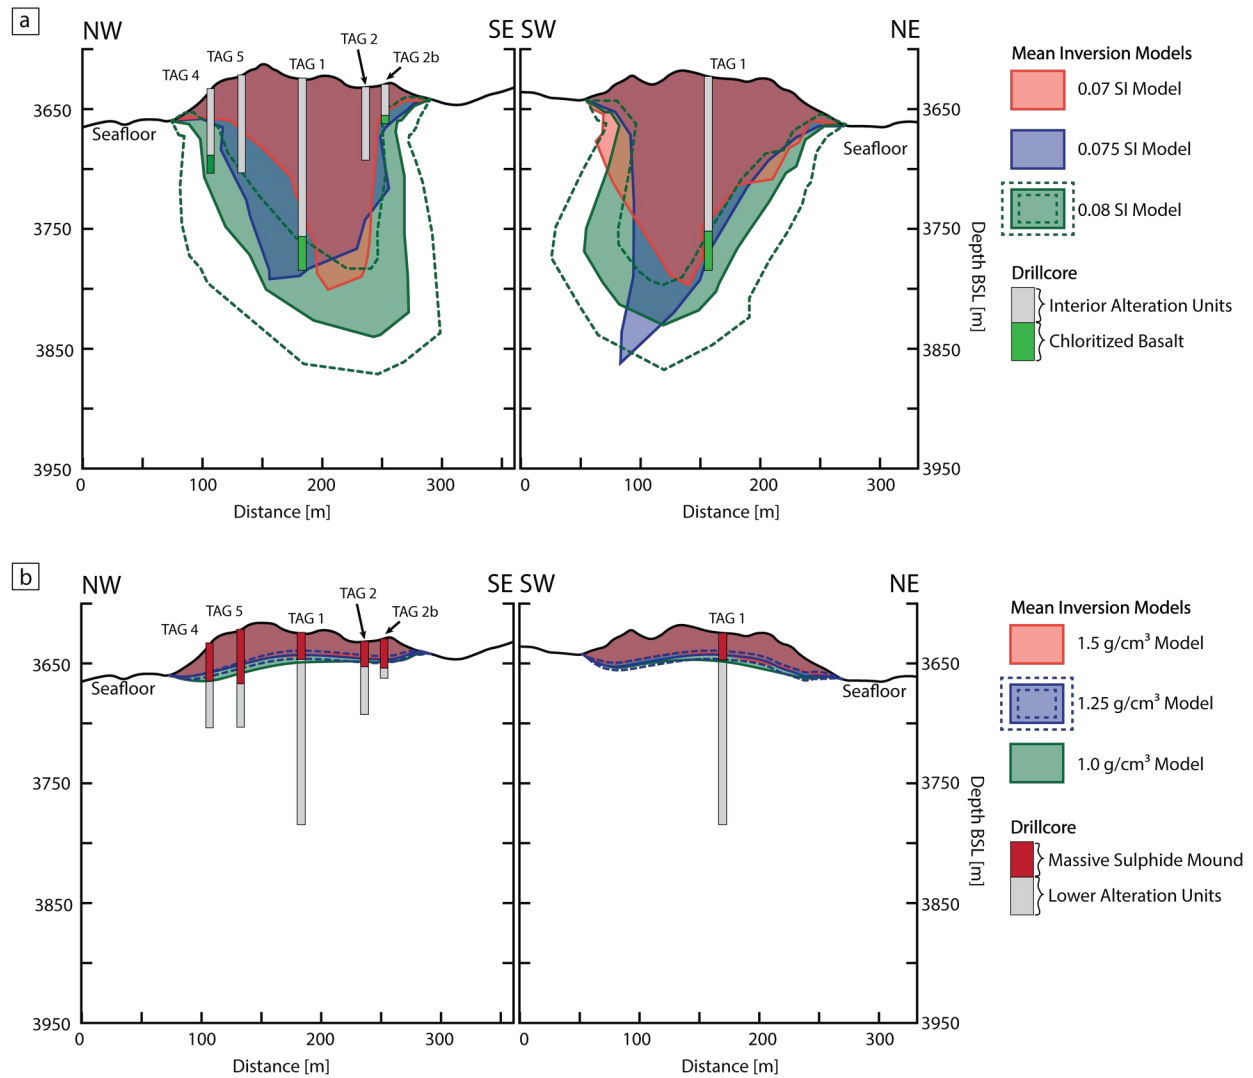 a
NW
SE
SW
NE
TAG 4
TAG 5
TAG 1
TAG 2
TAG 2b
TAG 1
Seafloor
Seafloor
3650
3750
3850
3950
3650
3750
3850
3950
Depth BSL [m]
0
100
200
300
0
100
200
300
Distance [m]
Distance [m]
Mean Inversion Models
0.07 SI Model
0.075 SI Model
0.08 SI Model
Drillcore
Interior Alteration Units
Chloritized Basalt
b
NW
SE
SW
NE
TAG 4
TAG 5
TAG 1
TAG 2
TAG 2b
TAG 1
Seafloor
Seafloor
3650
3750
3850
3950
3650
3750
3850
3950
Depth BSL [m]
0
100
200
300
0
100
200
300
Distance [m]
Distance [m]
Mean Inversion Models
1.5 g/cm³ Model
1.25 g/cm³ Model
1.0 g/cm³ Model
Drillcore
Massive Sulphide Mound
Lower Alteration Units